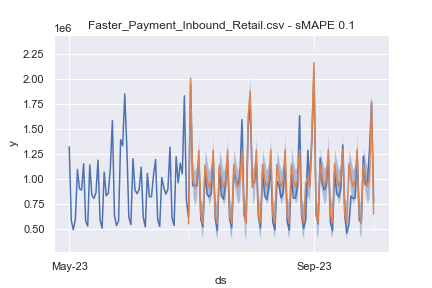 Faster_Payment_Inbound_Retail.csv - sMAPE 0.1
1e6
2.25
2.00
1.75
1.50
1.25
1.00
0.75
0.50
y
May-23
Sep-23
ds